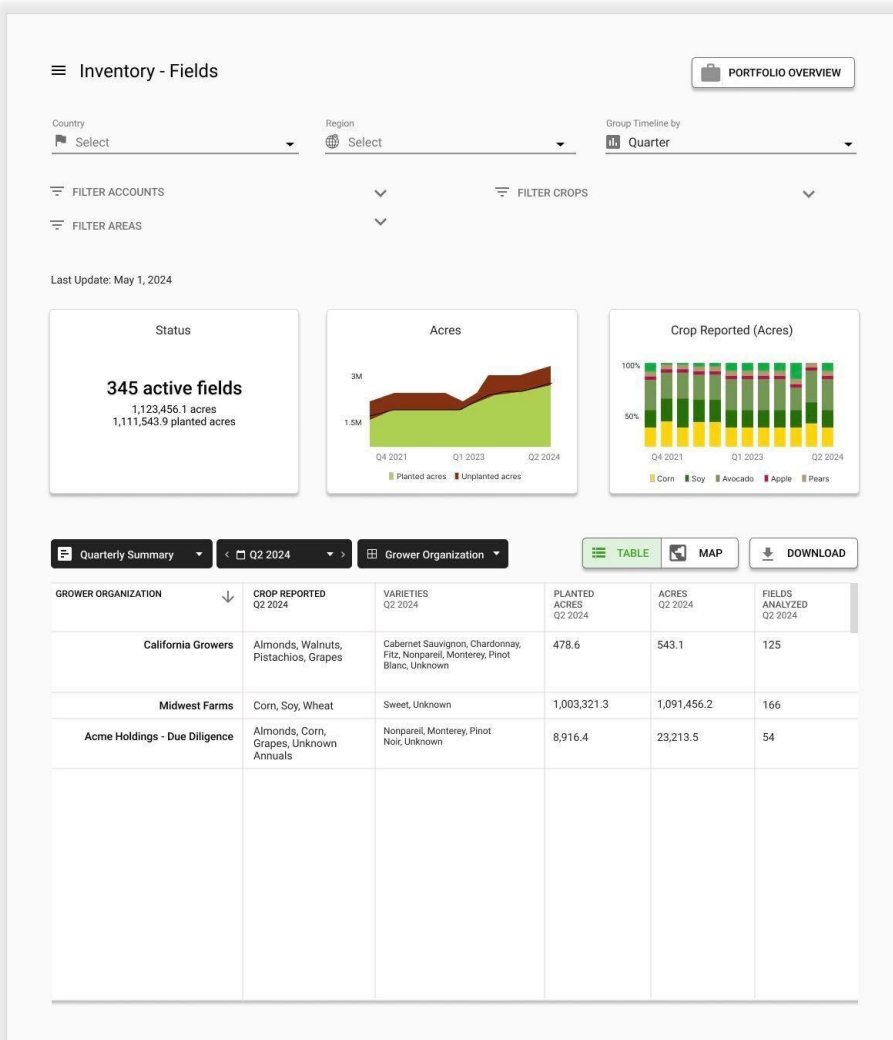 Inventory - Fields
PORTFOLIO OVERVIEW
Country
Select
Region
Select
Group Timeline by
Quarter
FILTER ACCOUNTS
FILTER CROPS
FILTER AREAS
Last Update: May 1, 2024
Status
345 active fields
1,123,456.1 acres
1,111,543.9 planted acres
Acres
3M
1.5M
Q4 2021
Q1 2023
Q2 2024
Planted acres
Unplanted acres
Crop Reported (Acres)
100%
50%
Q4 2021
Q1 2023
Q2 2024
Corn
Soy
Avocado
Apple
Pears
Quarterly Summary
Q2 2024
Grower Organization
TABLE
MAP
DOWNLOAD
GROWER ORGANIZATION
CROP REPORTED
Q2 2024
VARIETIES
Q2 2024
PLANTED
ACRES
Q2 2024
ACRES
Q2 2024
FIELDS
ANALYZED
Q2 2024
California Growers
Almonds, Walnuts,
Pistachios, Grapes
Cabernet Sauvignon, Chardonnay,
Fitz, Nonpareil, Monterey, Pinot
Blanc, Unknown
478.6
543.1
125
Midwest Farms
Corn, Soy, Wheat
Sweet, Unknown
1,003,321.3
1,091,456.2
166
Acme Holdings - Due Diligence
Almonds, Corn,
Grapes, Unknown
Annuals
Nonpareil, Monterey, Pinot
Noir, Unknown
8,916.4
23,213.5
54